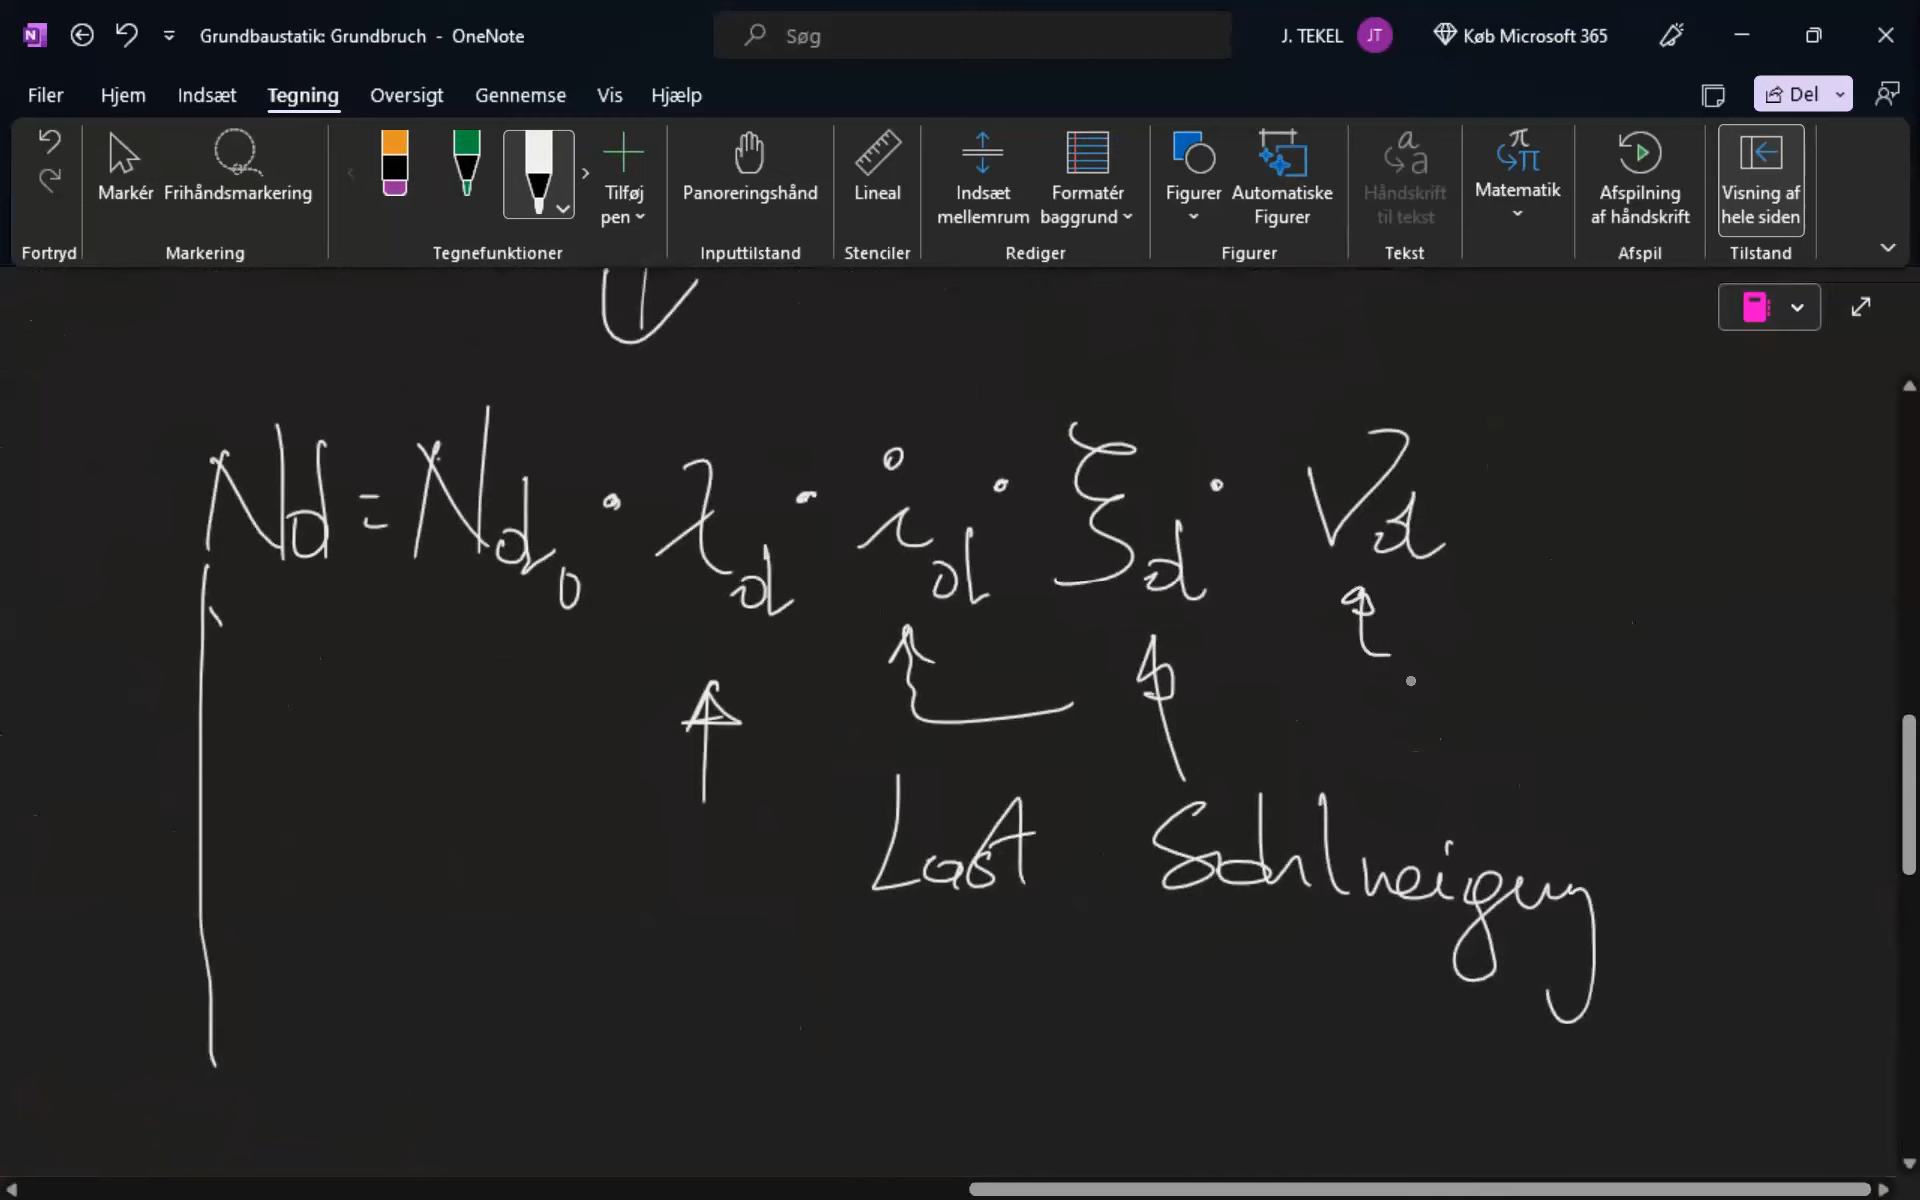 Grundbaustatik: Grundbruch - OneNote
Søg
J. TEKEL JT
Køb Microsoft 365
Filer Hjem Indsæt Tegning Oversigt Gennemse Vis Hjælp
Del
Markér Frihåndsmarkering
Tilføj pen
Panoreringshånd
Lineal
Indsæt mellemrum
Formatér baggrund
Figurer
Automatiske Figurer
Håndskrift til tekst
Matematik
Afspilning af håndskrift
Visning af hele siden
Fortryd Markering Tegnefunktioner Inputtilstand Stenciler Rediger Figurer Tekst Afspil Tilstand
Nd = Nd0 · λd · id · ξd · νd
Last Sohlneigung